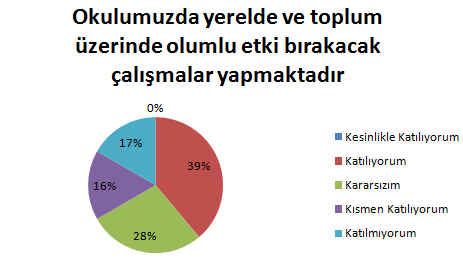 Okulumuzda yerelde ve toplum
üzerinde olumlu etki bırakacak
çalışmalar yapmaktadır
0%
17%
39%
16%
28%
Kesinlikle Katılıyorum
Katılıyorum
Kararsızım
Kısmen Katılıyorum
Katılmıyorum